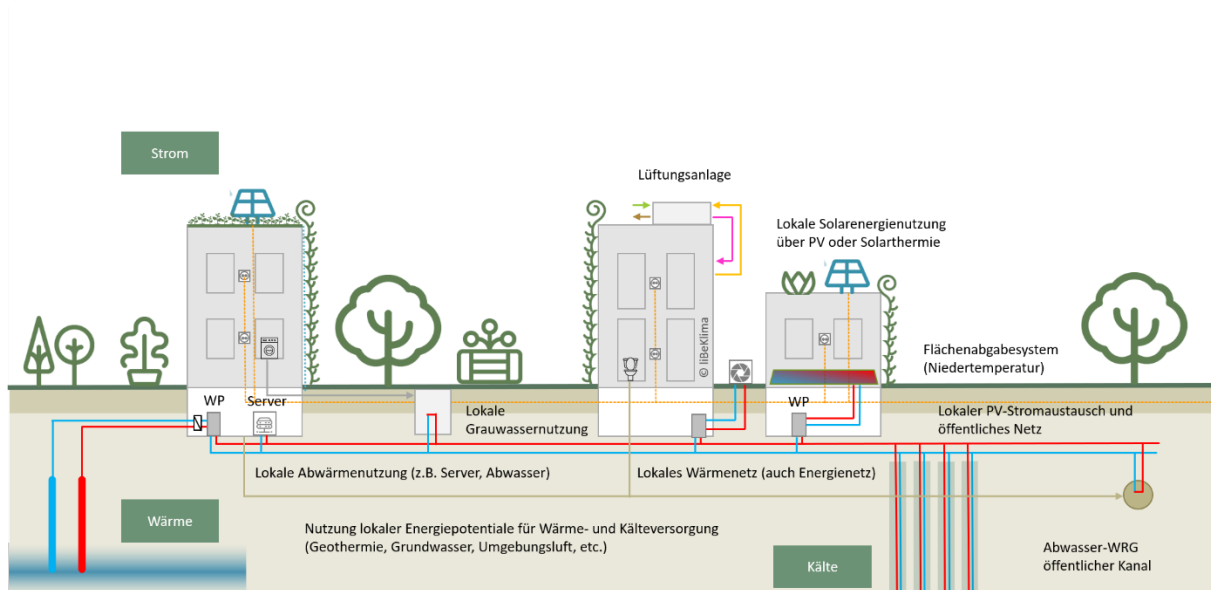 Strom
Lüftungsanlage
Lokale Solarenergienutzung
über PV oder Solarthermie
© liBeKlima
Flächenabgabesystem
(Niedertemperatur)
WP
Server
WP
Lokale
Grauwassernutzung
Lokaler PV-Stromaustausch und
öffentliches Netz
Lokale Abwärmenutzung (z.B. Server, Abwasser)
Lokales Wärmenetz (auch Energienetz)
Wärme
Nutzung lokaler Energiepotentiale für Wärme- und Kälteversorgung
(Geothermie, Grundwasser, Umgebungsluft, etc.)
Kälte
Abwasser-WRG
öffentlicher Kanal